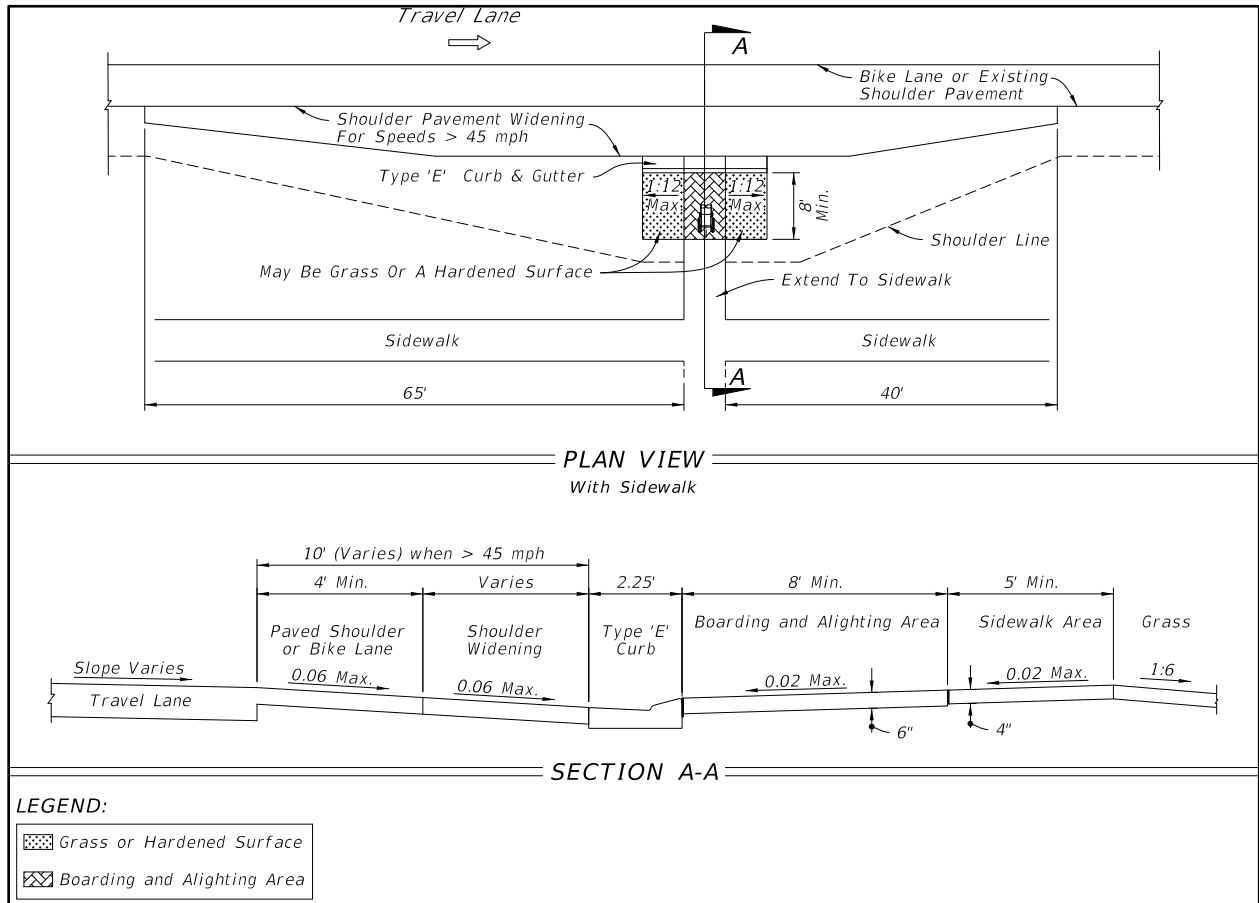 Travel Lane
A
Bike Lane or Existing
Shoulder Pavement
Shoulder Pavement Widening
For Speeds > 45 mph
Type 'E' Curb & Gutter
1:12
Max
1:12
Max
8'
Min.
Shoulder Line
May Be Grass Or A Hardened Surface
Extend To Sidewalk
Sidewalk
Sidewalk
A
65'
40'
PLAN VIEW
With Sidewalk
10' (Varies) when > 45 mph
4' Min.
Varies
2.25'
8' Min.
5' Min.
Paved Shoulder
or Bike Lane
Shoulder
Widening
Type 'E'
Curb
Boarding and Alighting Area
Sidewalk Area
Grass
Slope Varies
0.06 Max.
0.06 Max.
0.02 Max.
0.02 Max.
1:6
Travel Lane
6"
4"
SECTION A-A
LEGEND:
Grass or Hardened Surface
Boarding and Alighting Area